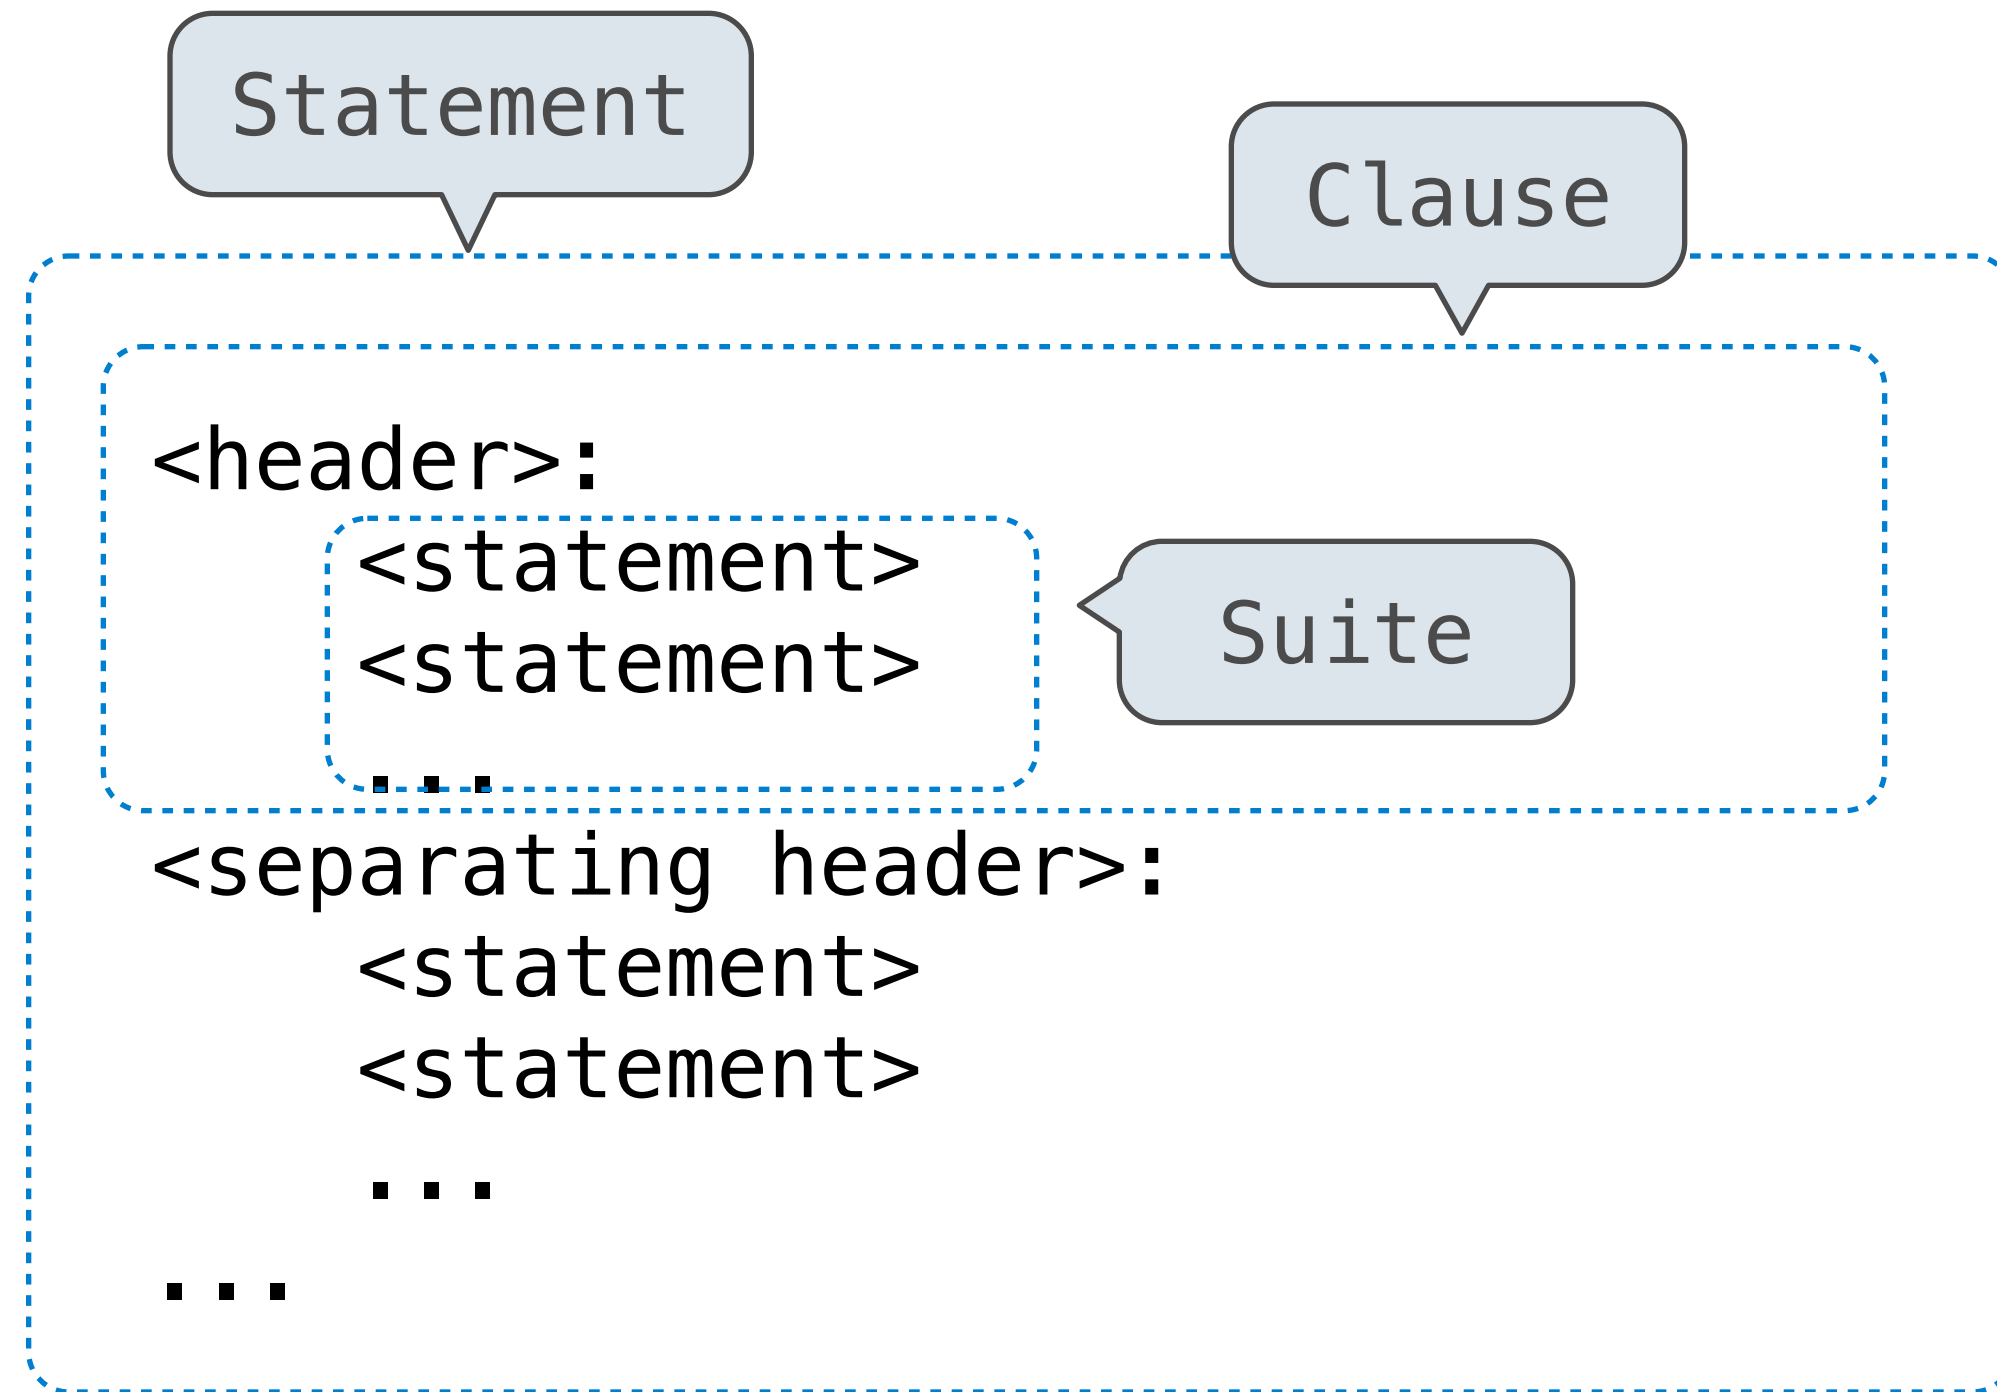 Statement
Clause
<header>:
<statement>
Suite
<statement>
...
<separating header>:
<statement>
<statement>
...
...